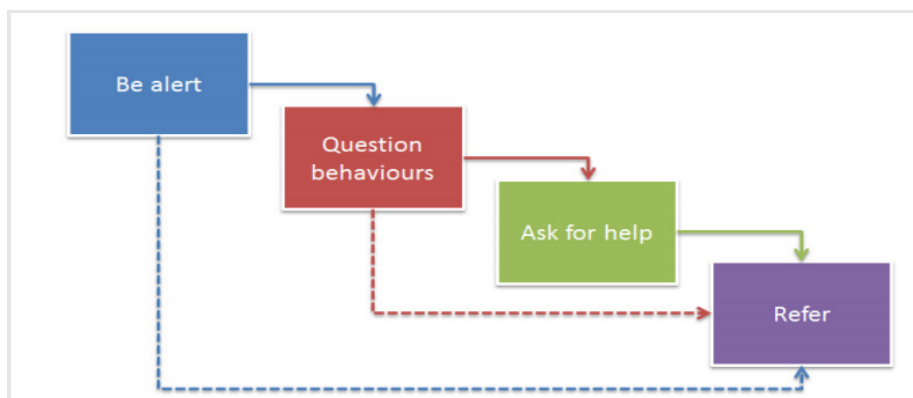 Be alert
Question
behaviours
Ask for help
Refer